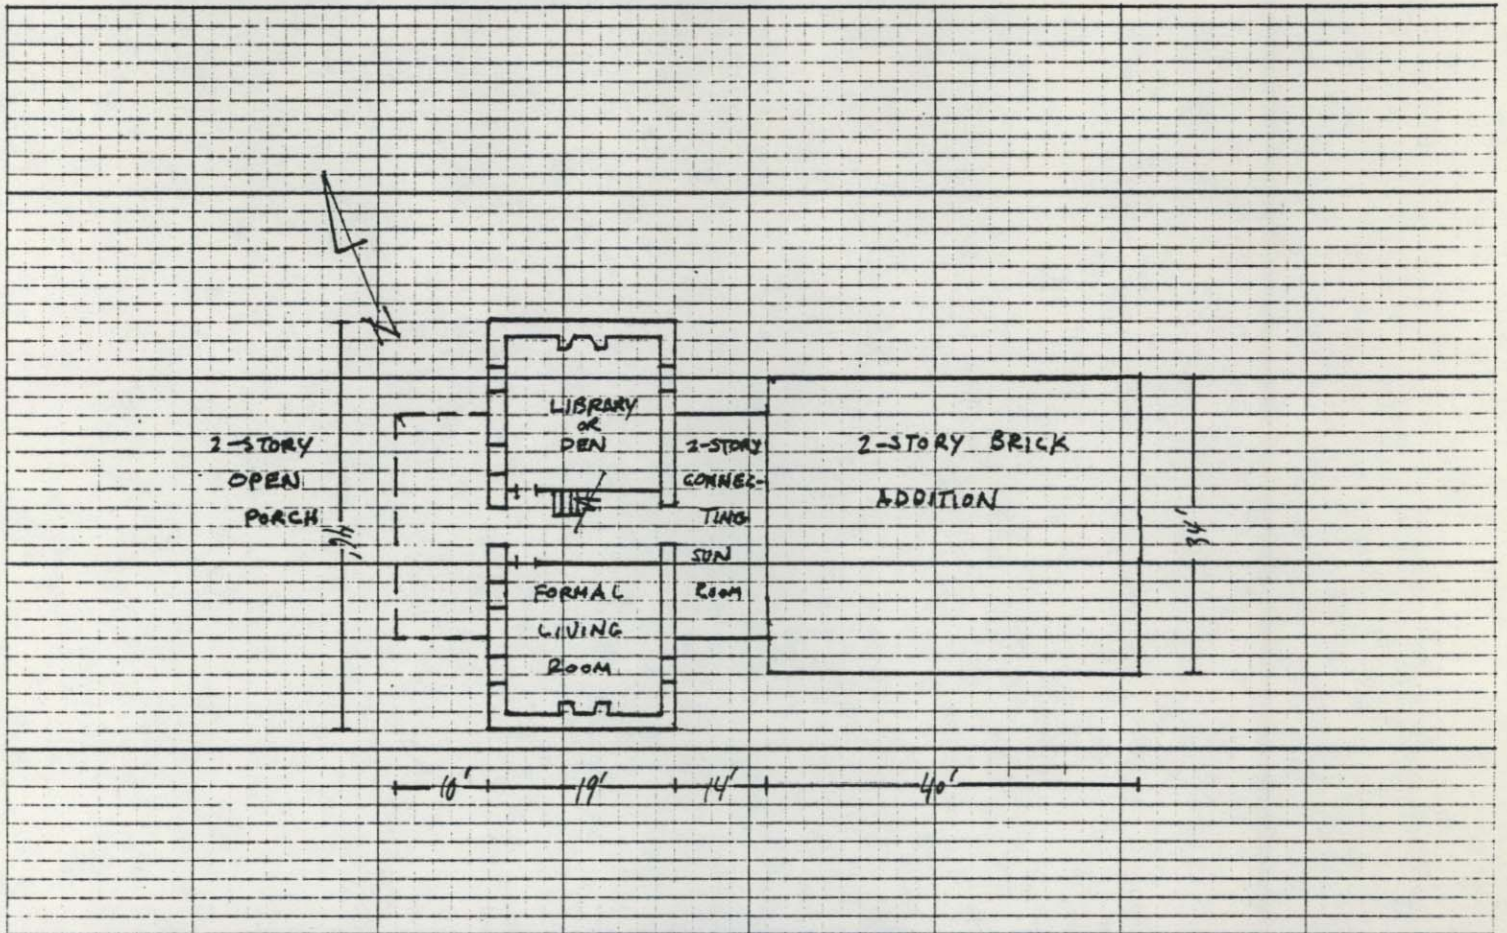 LIBRARY
OR
DEN
2-STORY
OPEN
PORCH
2-STORY
CONNEC-
TING
SUN
ROOM
2-STORY BRICK
ADDITION
FORMAL
LIVING
ROOM
34'
10'
19'
14'
40'
N